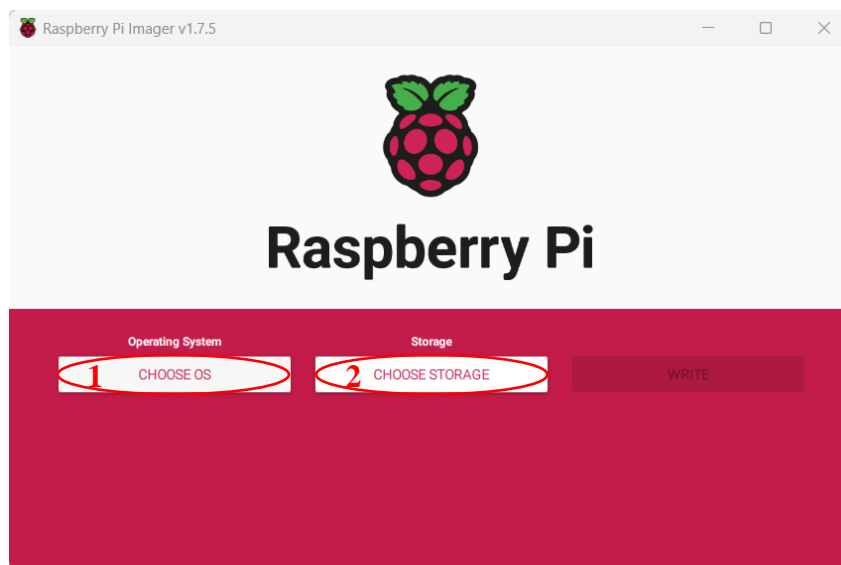 Raspberry Pi Imager v1.7.5
Raspberry Pi
Operating System
Storage
1 CHOOSE OS
2 CHOOSE STORAGE
WRITE